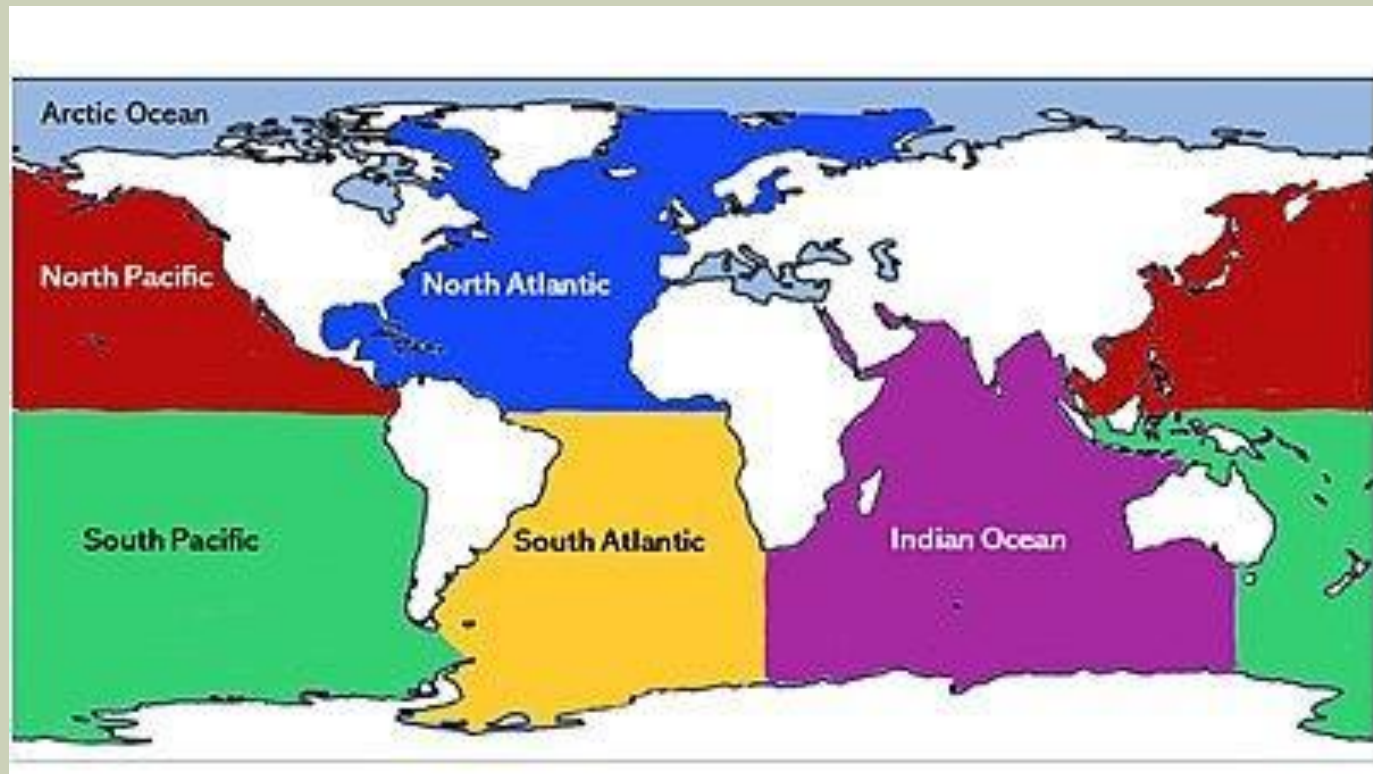 Arctic Ocean
North Pacific
North Atlantic
South Pacific
South Atlantic
Indian Ocean